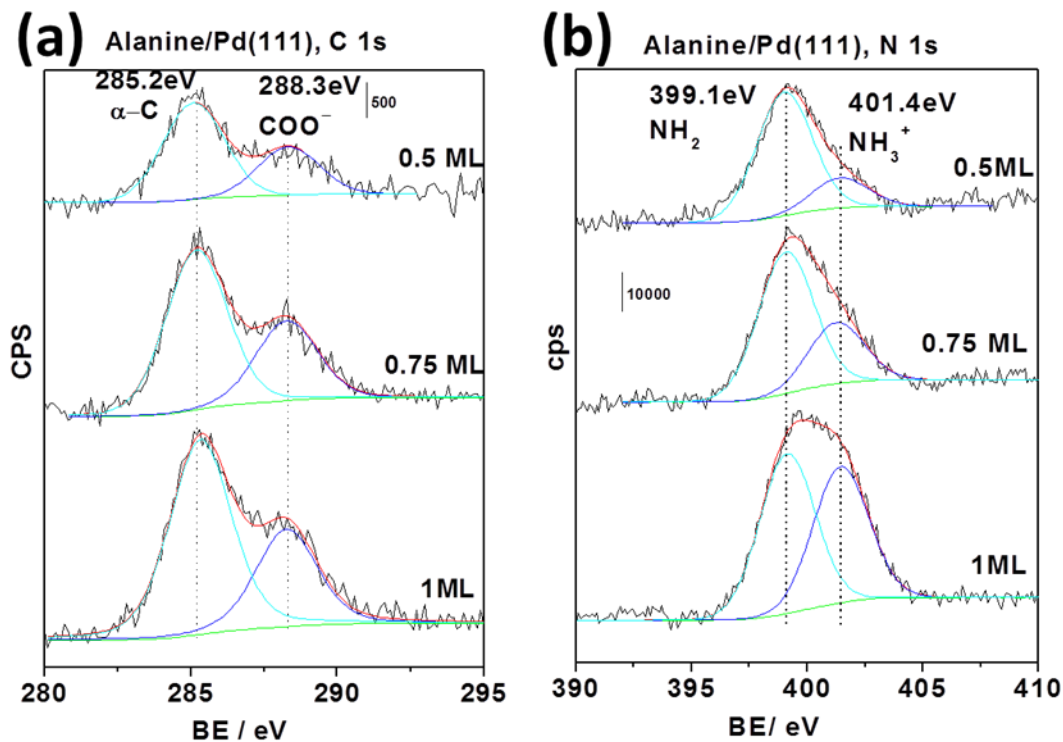 (a)
Alanine/Pd(111), C 1s
285.2eV
α–C
288.3eV
COO⁻
500
0.5 ML
0.75 ML
1ML
CPS
280 285 290 295
BE/ eV
(b)
Alanine/Pd(111), N 1s
399.1eV
NH₂
401.4eV
NH₃⁺
0.5ML
10000
0.75 ML
1ML
cps
390 395 400 405 410
BE/ eV